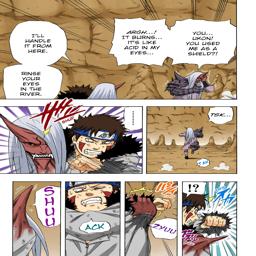 YOU...
UKON!
YOU USED
ME AS A
SHIELD?!
ARGH...!
IT BURNS...
IT'S LIKE
ACID IN MY
EYES...
I'LL
HANDLE
IT FROM
HERE.
RINSE
YOUR
EYES
IN THE
RIVER.
TSK...
!?
ZYUU
ACK
SHUU